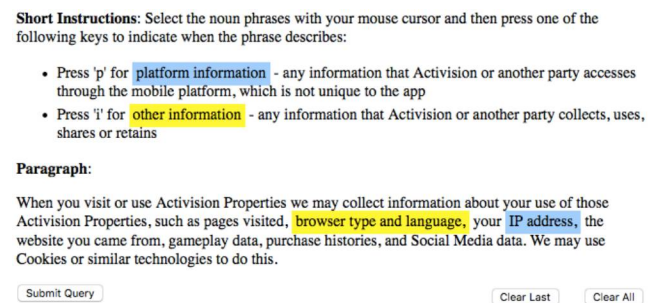 Short Instructions: Select the noun phrases with your mouse cursor and then press one of the
following keys to indicate when the phrase describes:
• Press 'p' for platform information - any information that Activision or another party accesses
through the mobile platform, which is not unique to the app
• Press 'i' for other information - any information that Activision or another party collects, uses,
shares or retains
Paragraph:
When you visit or use Activision Properties we may collect information about your use of those
Activision Properties, such as pages visited, browser type and language, your IP address, the
website you came from, gameplay data, purchase histories, and Social Media data. We may use
Cookies or similar technologies to do this.
Submit Query Clear Last Clear All